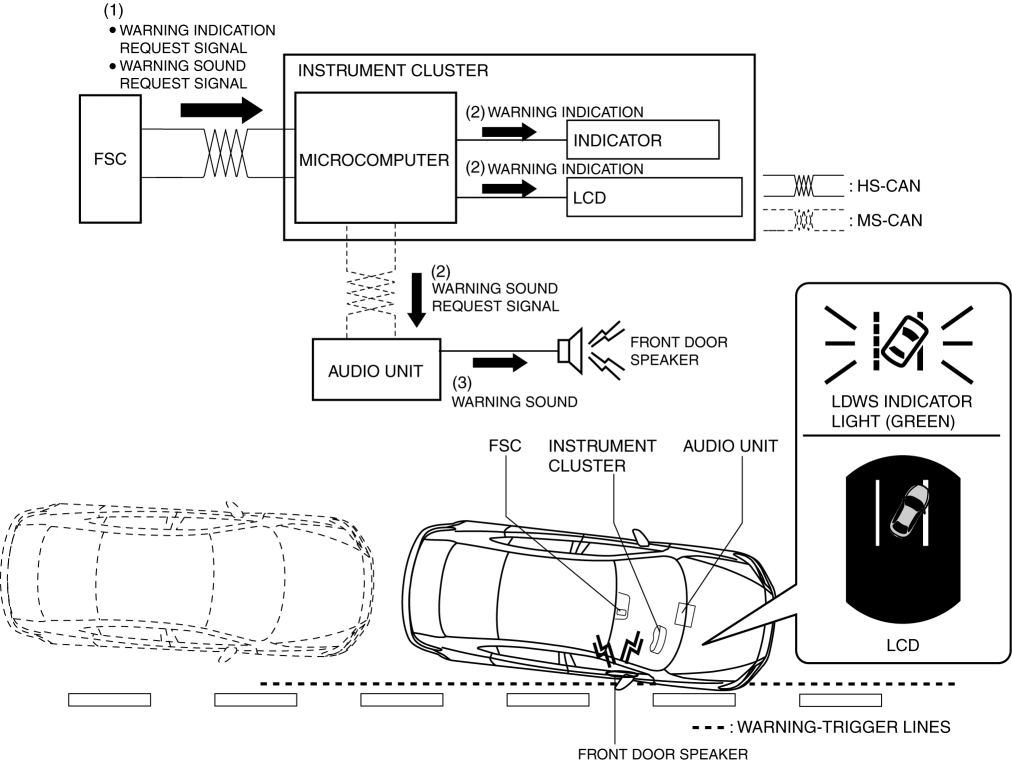 (1)
• WARNING INDICATION
REQUEST SIGNAL
• WARNING SOUND
REQUEST SIGNAL
INSTRUMENT CLUSTER
FSC
MICROCOMPUTER
(2) WARNING INDICATION
INDICATOR
(2) WARNING INDICATION
LCD
: HS-CAN
: MS-CAN
(2)
WARNING SOUND
REQUEST SIGNAL
AUDIO UNIT
(3)
WARNING SOUND
FRONT DOOR
SPEAKER
LDWS INDICATOR
LIGHT (GREEN)
LCD
FSC
INSTRUMENT
CLUSTER
AUDIO UNIT
: WARNING-TRIGGER LINES
FRONT DOOR SPEAKER